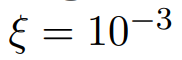 ξ = 10⁻³